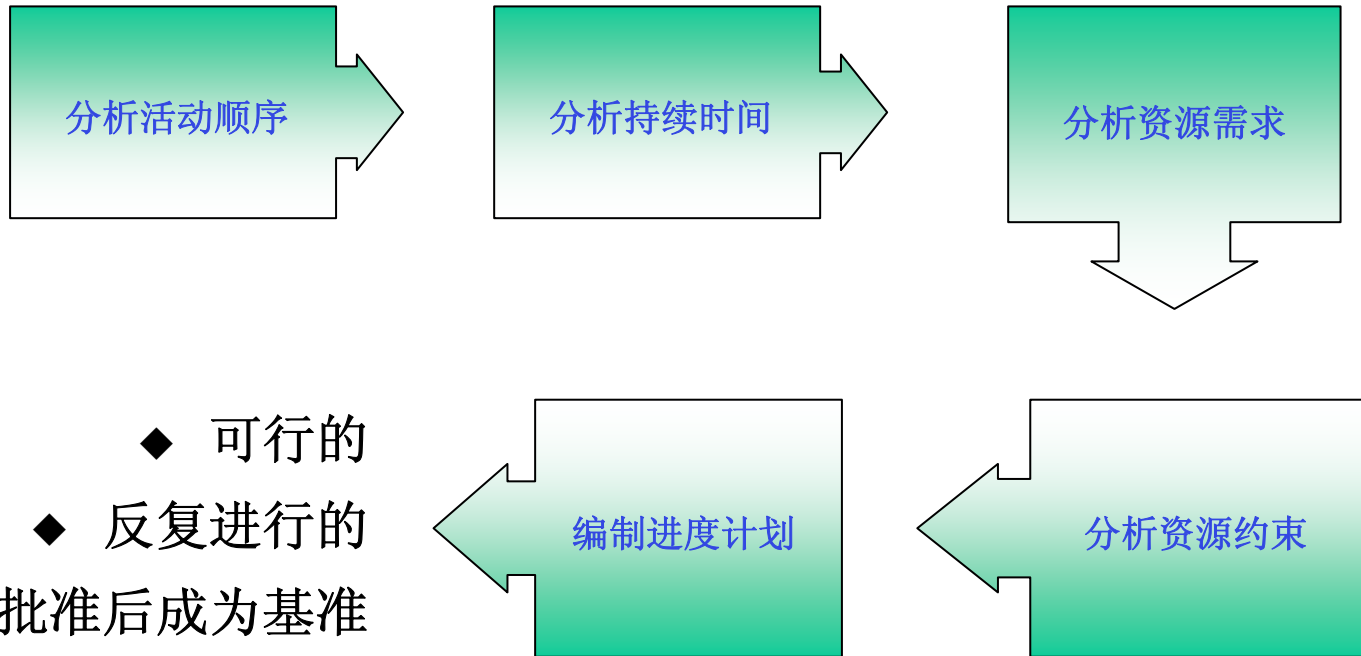 分析活动顺序
分析持续时间
分析资源需求
分析资源约束
编制进度计划
◆ 可行的
◆ 反复进行的
批准后成为基准